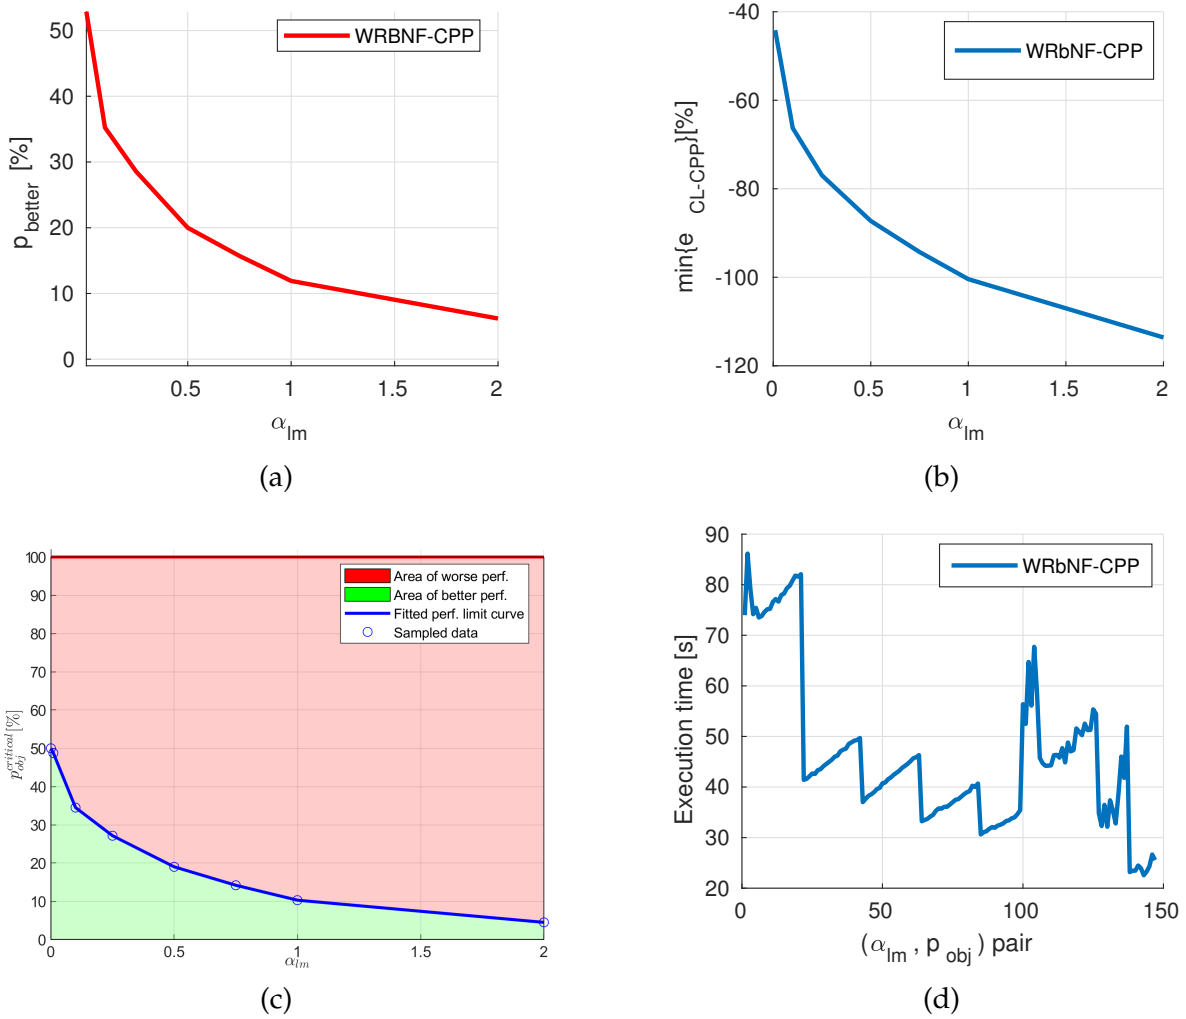 50
40
30
20
10
0
p_better [%]
WRBNF-CPP
0.5
1
1.5
2
α_lm
(a)
-40
-60
-80
-100
-120
min{e_CL-CPP}[%]
WRbNF-CPP
0
0.5
1
1.5
2
α_lm
(b)
100
90
80
70
60
50
40
30
20
10
0
p_obj^critical [%]
Area of worse perf.
Area of better perf.
Fitted perf. limit curve
Sampled data
0
0.5
1
1.5
2
α_lm
(c)
90
80
70
60
50
40
30
20
Execution time [s]
WRbNF-CPP
0
50
100
150
(α_lm, p_obj) pair
(d)